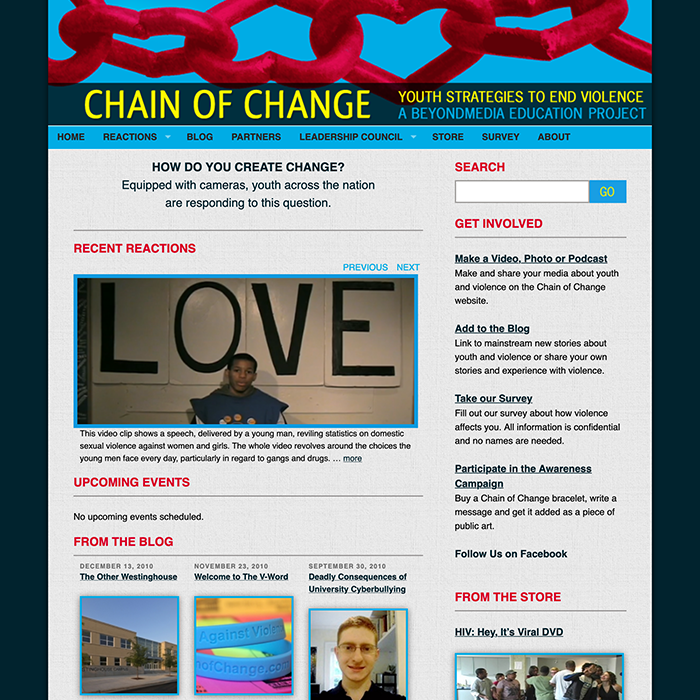 CHAIN OF CHANGE
YOUTH STRATEGIES TO END VIOLENCE
A BEYONDMEDIA EDUCATION PROJECT
HOME REACTIONS BLOG PARTNERS LEADERSHIP COUNCIL STORE SURVEY ABOUT
HOW DO YOU CREATE CHANGE?
Equipped with cameras, youth across the nation
are responding to this question.
RECENT REACTIONS
PREVIOUS NEXT
LOVE
This video clip shows a speech, delivered by a young man, reviling statistics on domestic
sexual violence against women and girls. The whole video revolves around the choices the
young men face every day, particularly in regard to gangs and drugs. … more
UPCOMING EVENTS
No upcoming events scheduled.
FROM THE BLOG
DECEMBER 13, 2010
The Other Westinghouse
NOVEMBER 23, 2010
Welcome to The V-Word
Against Violen
nofChange.com
SEPTEMBER 30, 2010
Deadly Consequences of
University Cyberbullying
SEARCH
GO
GET INVOLVED
Make a Video, Photo or Podcast
Make and share your media about youth
and violence on the Chain of Change
website.
Add to the Blog
Link to mainstream new stories about
youth and violence or share your own
stories and experience with violence.
Take our Survey
Fill out our survey about how violence
affects you. All information is confidential
and no names are needed.
Participate in the Awareness
Campaign
Buy a Chain of Change bracelet, write a
message and get it added as a piece of
public art.
Follow Us on Facebook
FROM THE STORE
HIV: Hey, It's Viral DVD